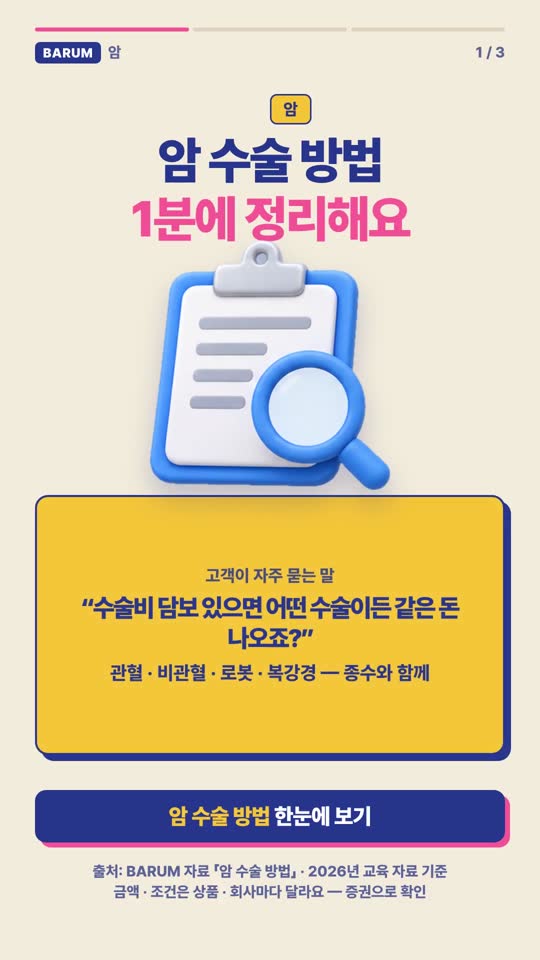 BARUM 암
1 / 3
암
암 수술 방법
1분에 정리해요
고객이 자주 묻는 말
“수술비 담보 있으면 어떤 수술이든 같은 돈
나오죠?”
관혈 · 비관혈 · 로봇 · 복강경 — 종수와 함께
암 수술 방법 한눈에 보기
출처: BARUM 자료 「암 수술 방법」 · 2026년 교육 자료 기준
금액 · 조건은 상품 · 회사마다 달라요 — 증권으로 확인